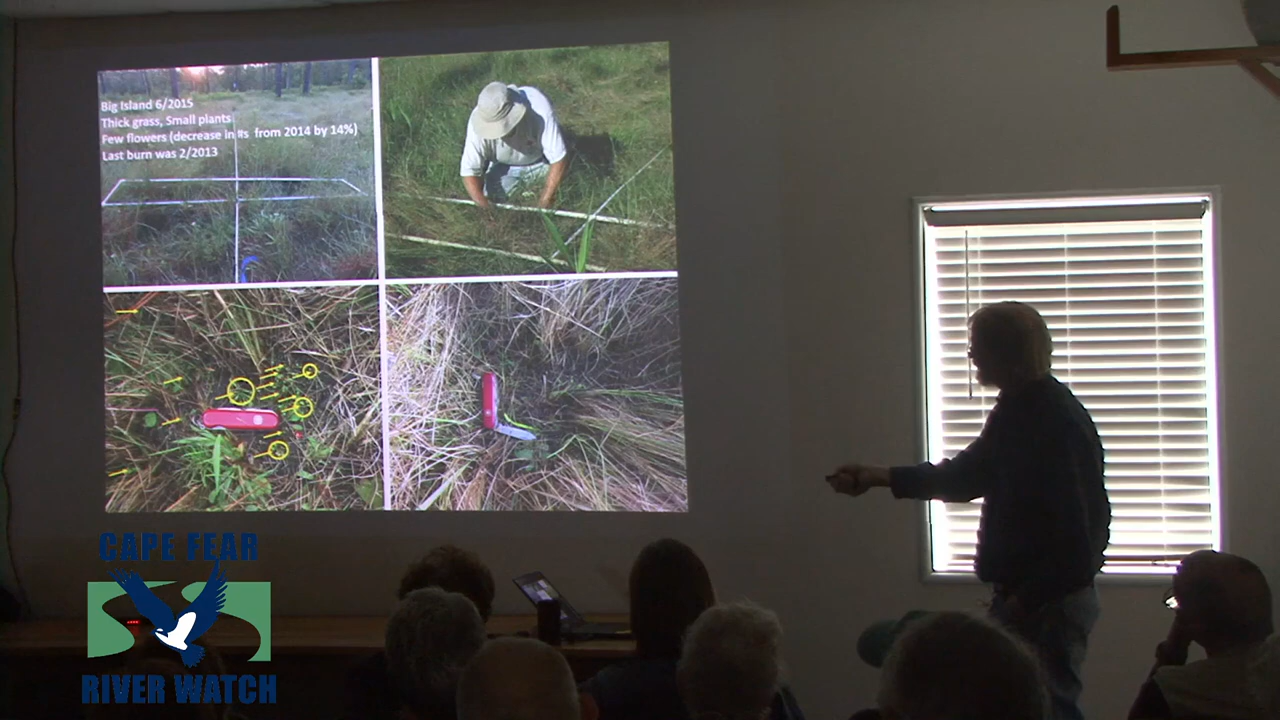 Big Island 6/2015
Thick grass, Small plants
Few flowers (decrease in #s from 2014 by 14%)
Last burn was 2/2013
CAPE FEAR
RIVER WATCH